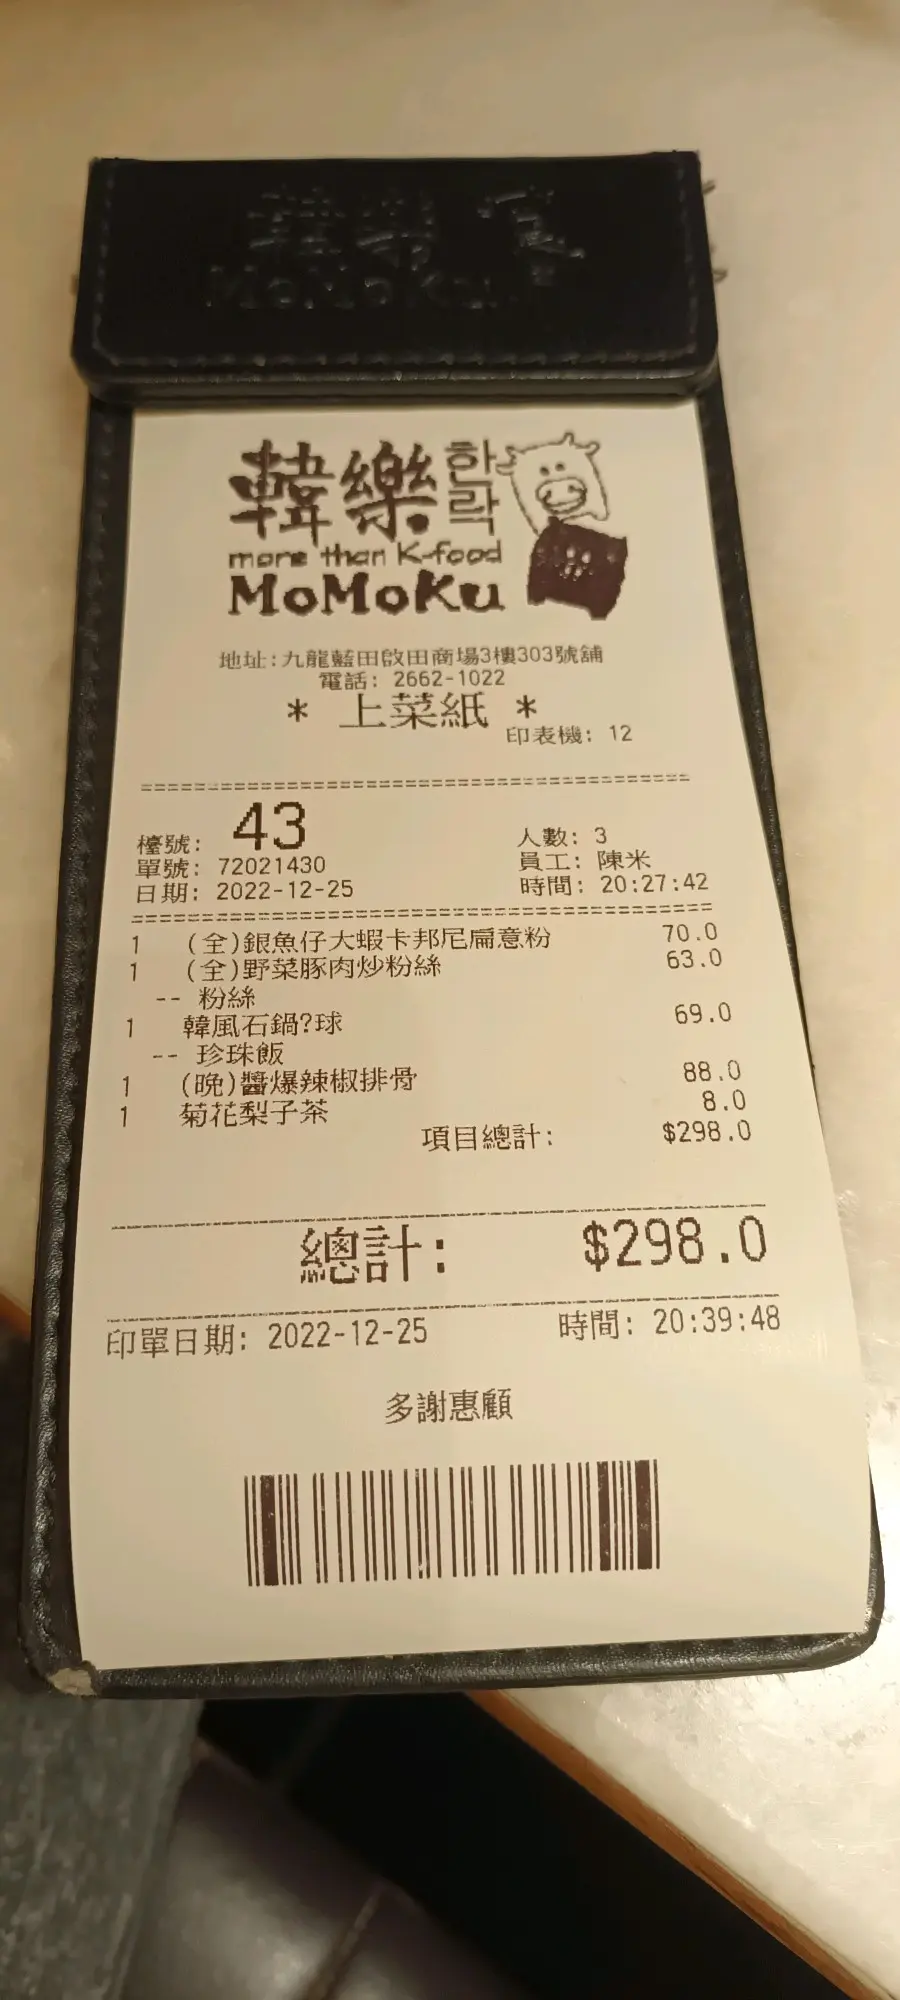 韓樂食
MoMoKu
韓樂 한락
more than K-food
MoMoKu
地址:九龍藍田啟田商場3樓303號舖
電話: 2662-1022
* 上菜紙 *
印表機: 12
檯號: 43 人數: 3
單號: 72021430 員工: 陳米
日期: 2022-12-25 時間: 20:27:42
1 (全)銀魚仔大蝦卡邦尼扁意粉 70.0
1 (全)野菜豚肉炒粉絲 63.0
-- 粉絲
1 韓風石鍋?球 69.0
-- 珍珠飯
1 (晚)醬爆辣椒排骨 88.0
1 菊花梨子茶 8.0
項目總計: $298.0
總計: $298.0
印單日期: 2022-12-25 時間: 20:39:48
多謝惠顧